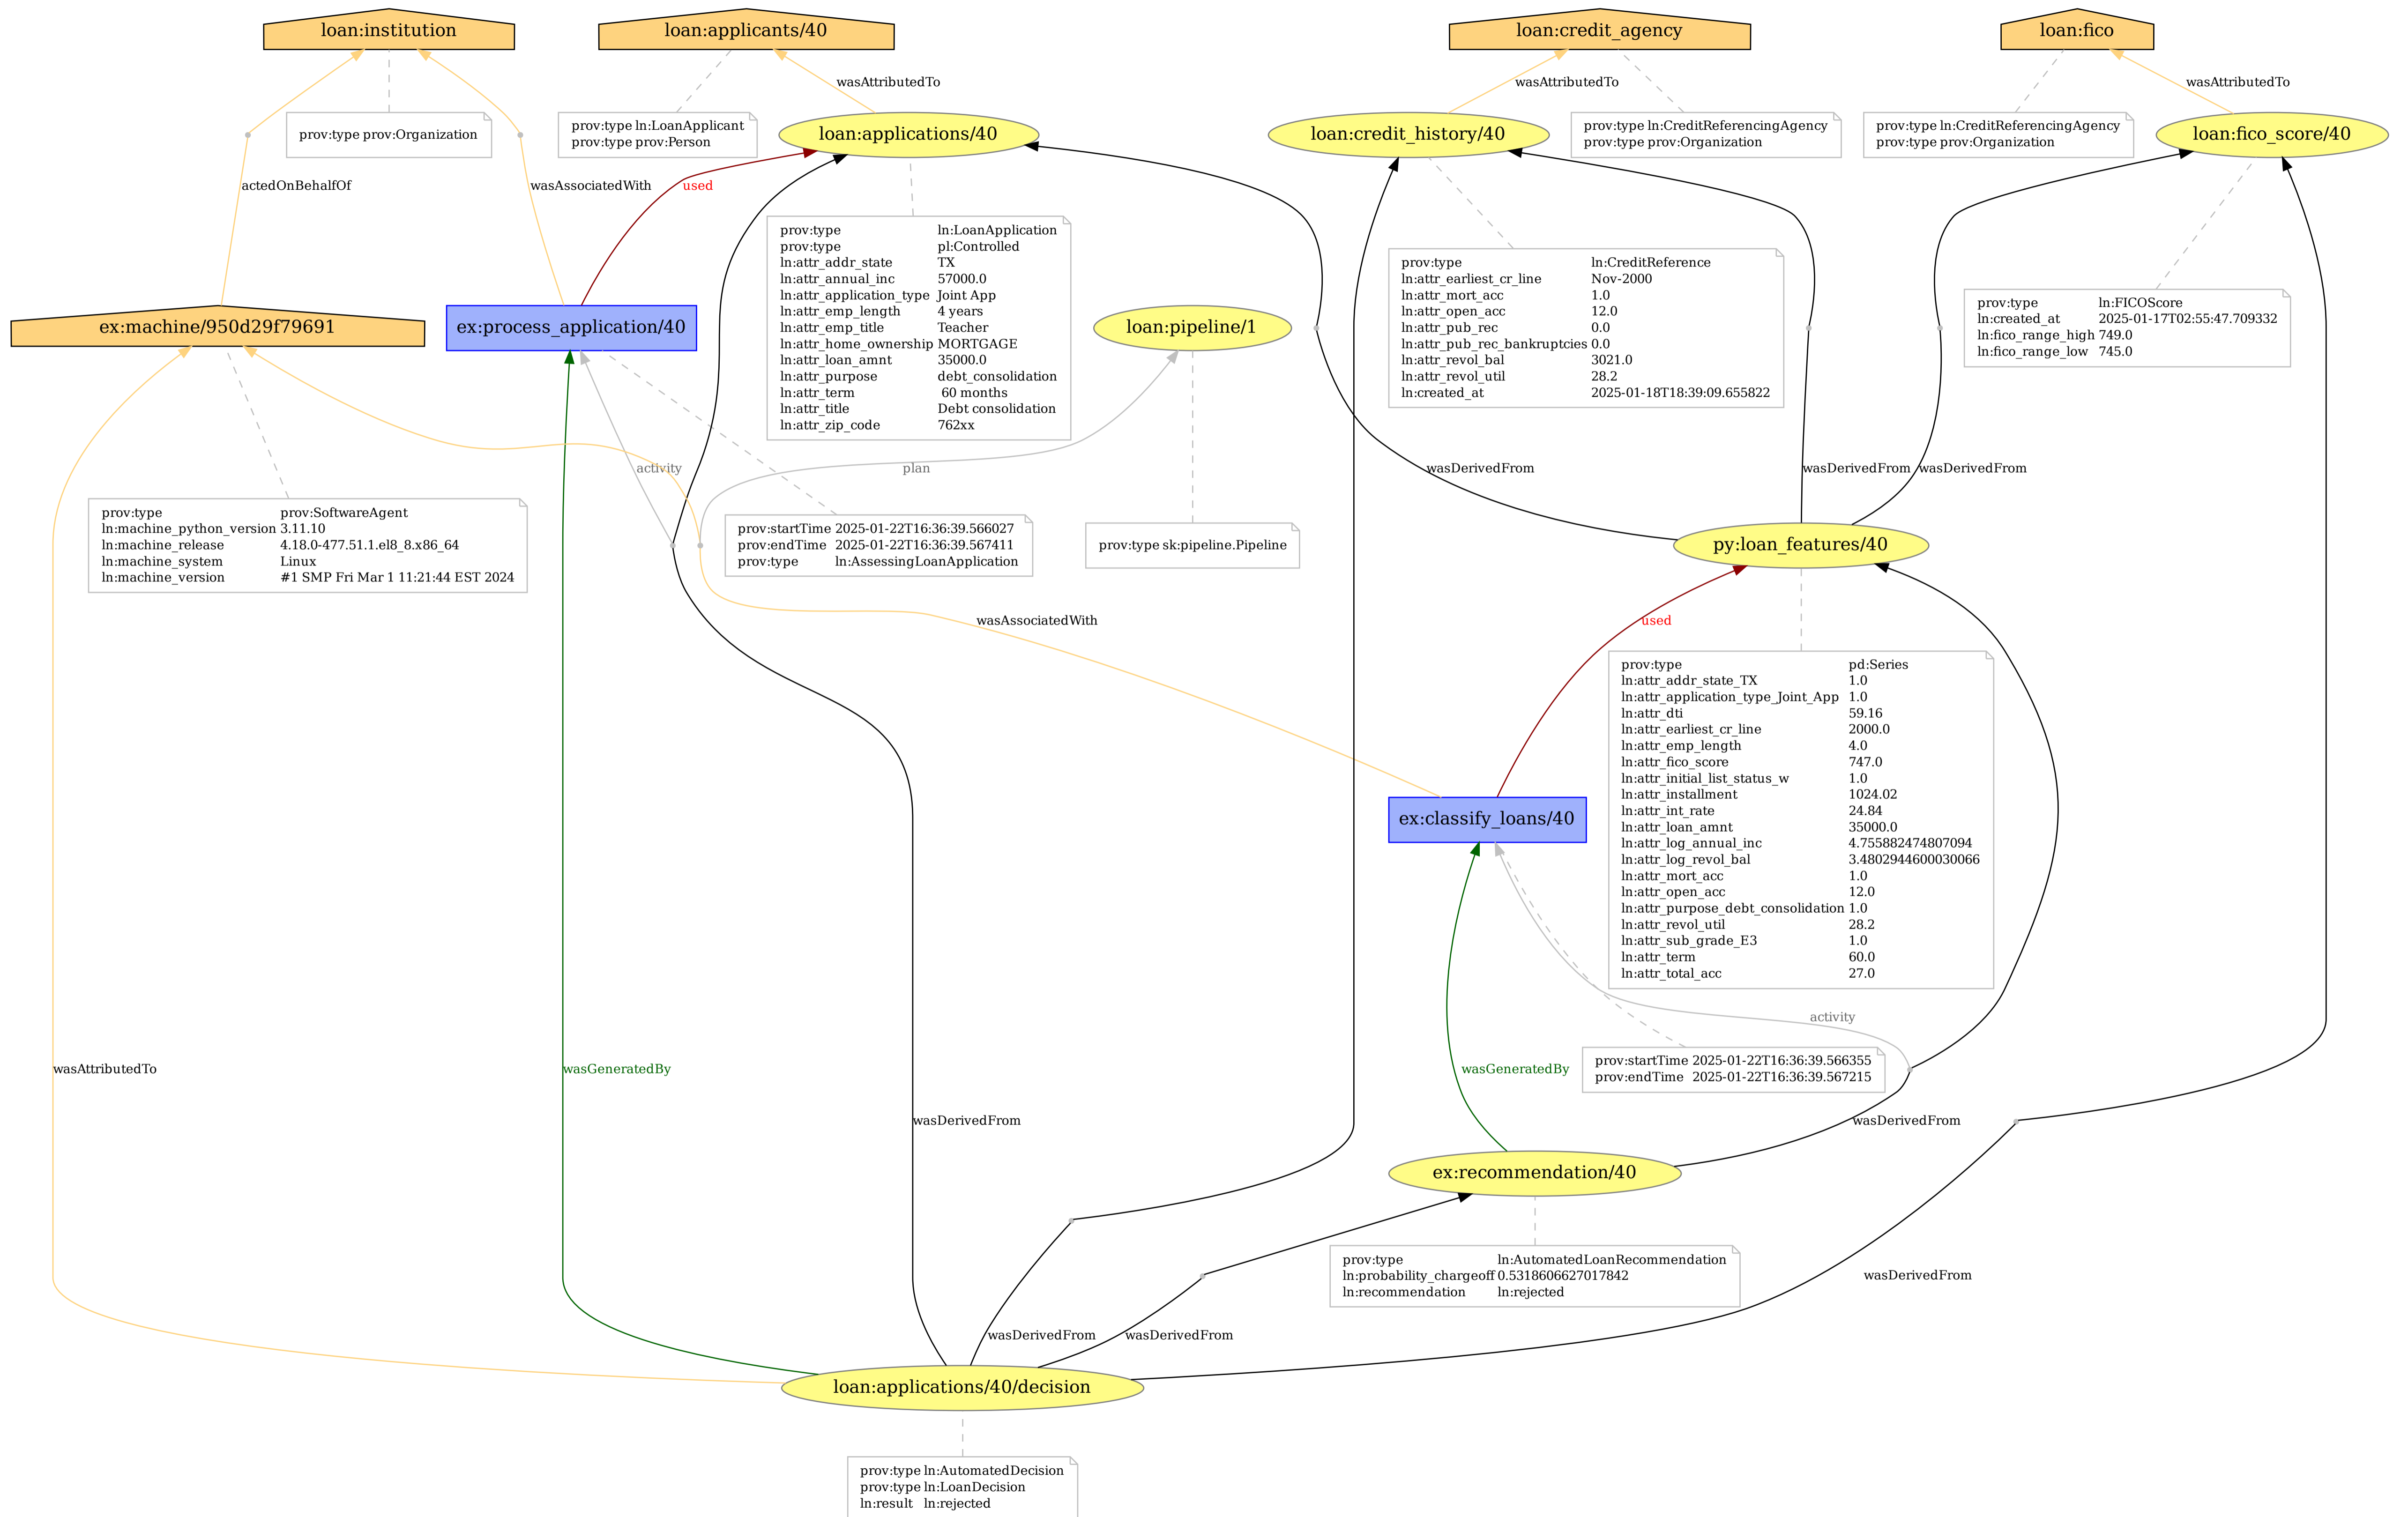 loan:institution
loan:applicants/40
loan:credit_agency
loan:fico
wasAttributedTo
wasAttributedTo
wasAttributedTo
prov:type prov:Organization
prov:type ln:LoanApplicant
prov:type prov:Person
loan:applications/40
loan:credit_history/40
prov:type ln:CreditReferencingAgency
prov:type prov:Organization
prov:type ln:CreditReferencingAgency
prov:type prov:Organization
loan:fico_score/40
actedOnBehalfOf
wasAssociatedWith
used
prov:type ln:LoanApplication
prov:type pl:Controlled
ln:attr_addr_state TX
ln:attr_annual_inc 57000.0
ln:attr_application_type Joint App
ln:attr_emp_length 4 years
ln:attr_emp_title Teacher
ln:attr_home_ownership MORTGAGE
ln:attr_loan_amnt 35000.0
ln:attr_purpose debt_consolidation
ln:attr_term 60 months
ln:attr_title Debt consolidation
ln:attr_zip_code 762xx
prov:type ln:CreditReference
ln:attr_earliest_cr_line Nov-2000
ln:attr_mort_acc 1.0
ln:attr_open_acc 12.0
ln:attr_pub_rec 0.0
ln:attr_pub_rec_bankruptcies 0.0
ln:attr_revol_bal 3021.0
ln:attr_revol_util 28.2
ln:created_at 2025-01-18T18:39:09.655822
prov:type ln:FICOScore
ln:created_at 2025-01-17T02:55:47.709332
ln:fico_range_high 749.0
ln:fico_range_low 745.0
ex:machine/950d29f79691
ex:process_application/40
loan:pipeline/1
activity
plan
wasDerivedFrom
wasDerivedFrom
wasDerivedFrom
prov:type prov:SoftwareAgent
ln:machine_python_version 3.11.10
ln:machine_release 4.18.0-477.51.1.el8_8.x86_64
ln:machine_system Linux
ln:machine_version #1 SMP Fri Mar 1 11:21:44 EST 2024
prov:startTime 2025-01-22T16:36:39.566027
prov:endTime 2025-01-22T16:36:39.567411
prov:type ln:AssessingLoanApplication
prov:type sk:pipeline.Pipeline
py:loan_features/40
wasAssociatedWith
used
prov:type pd:Series
ln:attr_addr_state_TX 1.0
ln:attr_application_type_Joint_App 1.0
ln:attr_dti 59.16
ln:attr_earliest_cr_line 2000.0
ln:attr_emp_length 4.0
ln:attr_fico_score 747.0
ln:attr_initial_list_status_w 1.0
ln:attr_installment 1024.02
ln:attr_int_rate 24.84
ln:attr_loan_amnt 35000.0
ln:attr_log_annual_inc 4.755882474807094
ln:attr_log_revol_bal 3.4802944600030066
ln:attr_mort_acc 1.0
ln:attr_open_acc 12.0
ln:attr_purpose_debt_consolidation 1.0
ln:attr_revol_util 28.2
ln:attr_sub_grade_E3 1.0
ln:attr_term 60.0
ln:attr_total_acc 27.0
ex:classify_loans/40
activity
wasAttributedTo
wasGeneratedBy
wasGeneratedBy
prov:startTime 2025-01-22T16:36:39.566355
prov:endTime 2025-01-22T16:36:39.567215
wasDerivedFrom
wasDerivedFrom
ex:recommendation/40
prov:type ln:AutomatedLoanRecommendation
ln:probability_chargeoff 0.5318606627017842
ln:recommendation ln:rejected
wasDerivedFrom
wasDerivedFrom
wasDerivedFrom
loan:applications/40/decision
prov:type ln:AutomatedDecision
prov:type ln:LoanDecision
ln:result ln:rejected